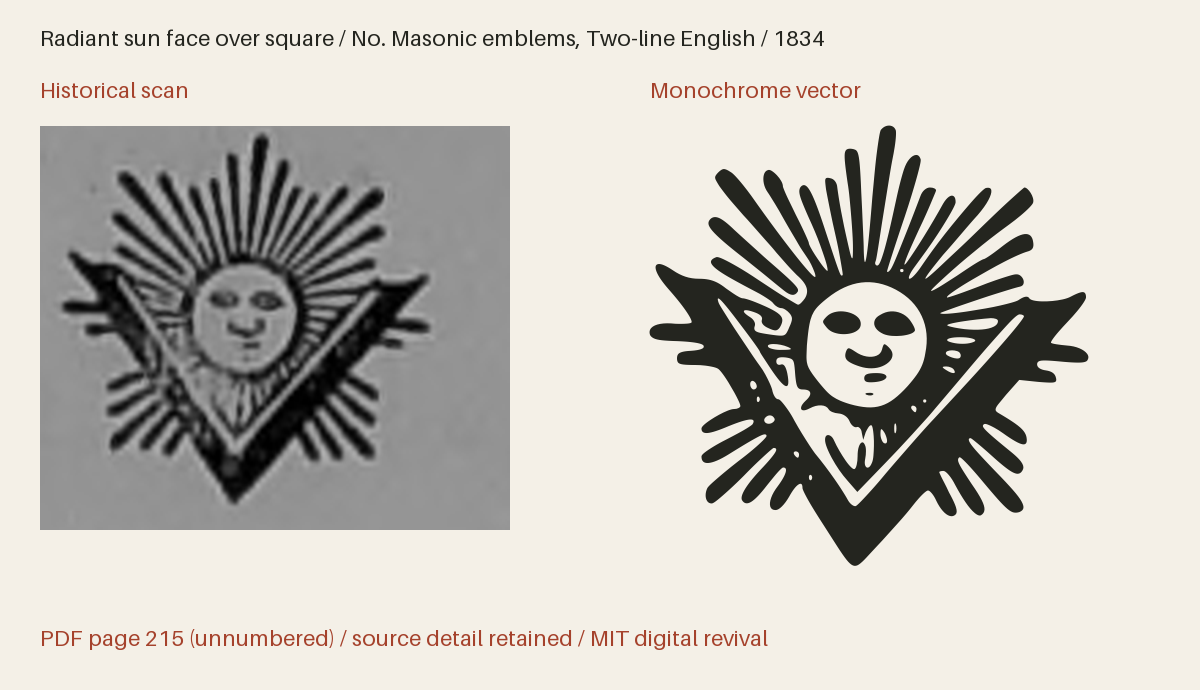 Radiant sun face over square / No. Masonic emblems, Two-line English / 1834
Historical scan
Monochrome vector
PDF page 215 (unnumbered) / source detail retained / MIT digital revival